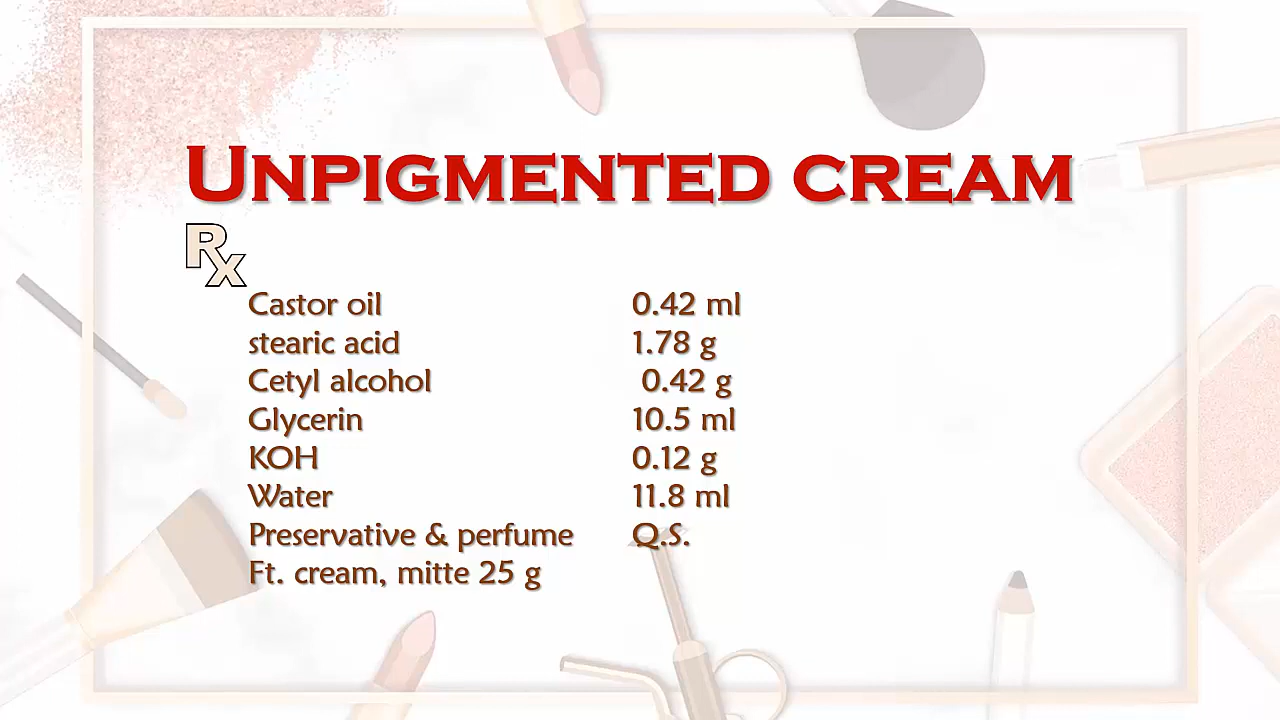 UNPIGMENTED CREAM
Rx
Castor oil 0.42 ml
stearic acid 1.78 g
Cetyl alcohol 0.42 g
Glycerin 10.5 ml
KOH 0.12 g
Water 11.8 ml
Preservative & perfume Q.S.
Ft. cream, mitte 25 g